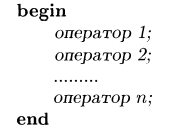 begin
оператор 1;
оператор 2;
.........
оператор n;
end